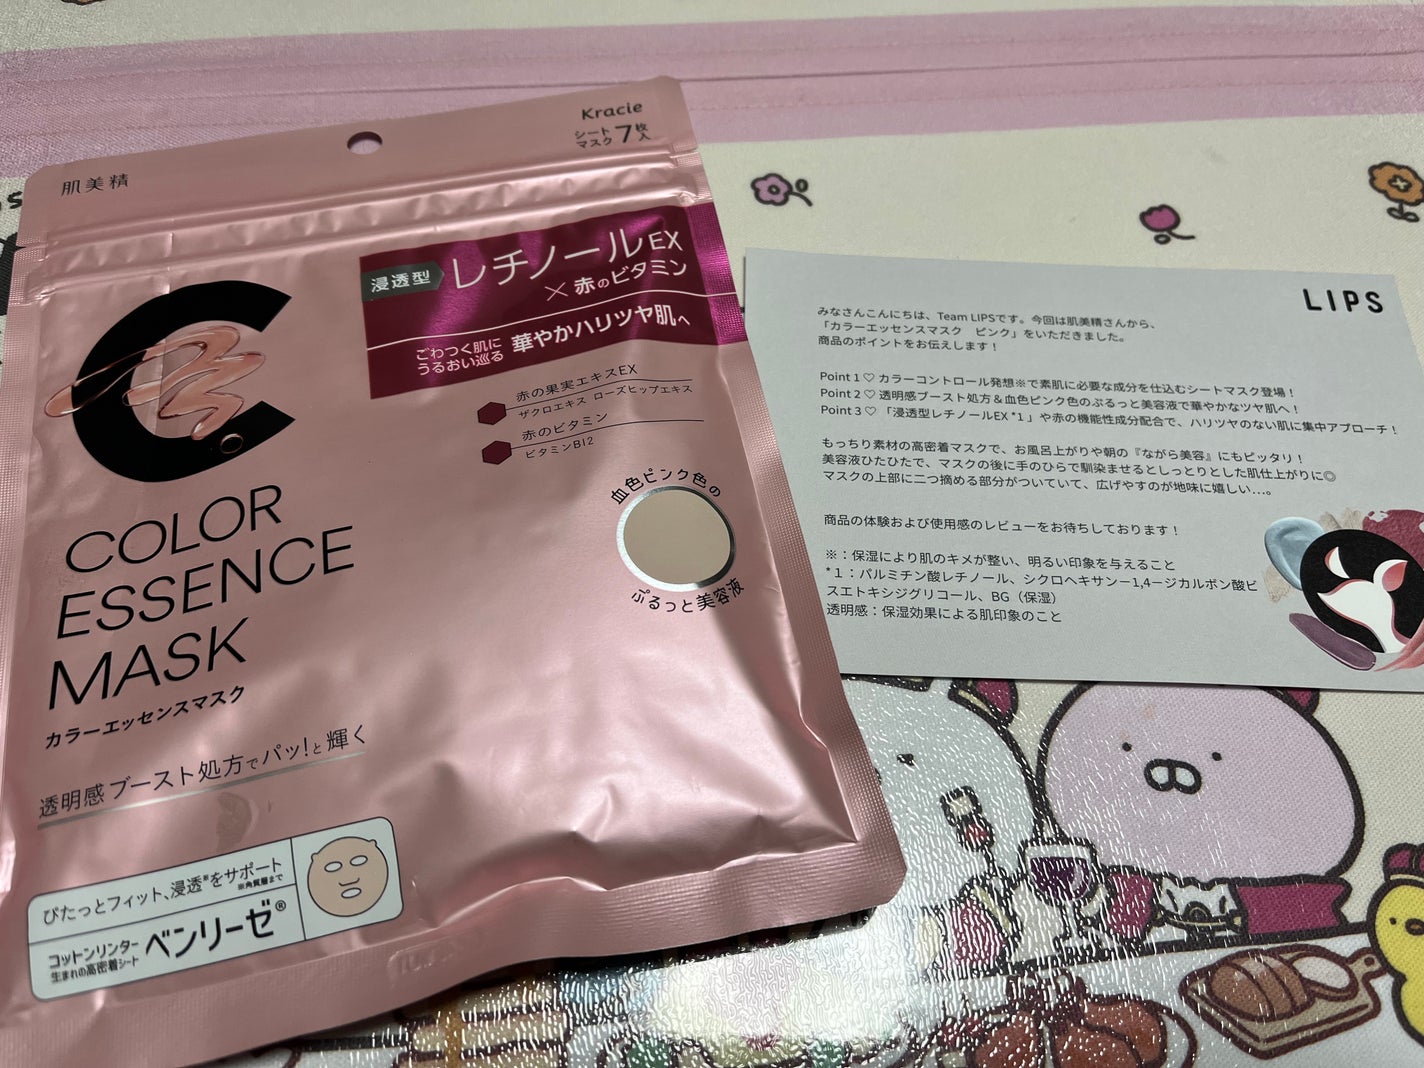 Kracie
シート
マスク 7枚入
肌美精
浸透型 レチノールEX
×赤のビタミン
ごわつく肌に
うるおい巡る 華やかハリツヤ肌へ
赤の果実エキスEX
ザクロエキス ローズヒップエキス
赤のビタミン
ビタミンB12
血色ピンク色の
ぷるっと美容液
C
COLOR
ESSENCE
MASK
カラーエッセンスマスク
透明感ブースト処方でパッ!と輝く
ぴたっとフィット、浸透※をサポート
※角質層まで
コットンリンター
生まれの高密着シート
ベンリーゼ®
LIPS
みなさんこんにちは、Team LIPSです。今回は肌美精さんから、
「カラーエッセンスマスク ピンク」をいただきました。
商品のポイントをお伝えします！
Point 1♡ カラーコントロール発想※で素肌に必要な成分を仕込むシートマスク登場！
Point 2♡ 透明感ブースト処方＆血色ピンク色のぷるっと美容液で華やかなツヤ肌へ！
Point 3♡ 「浸透型レチノールEX *1 」や赤の機能性成分配合で、ハリツヤのない肌に集中アプローチ！
もっちり素材の高密着マスクで、お風呂上がりや朝の『ながら美容』にもピッタリ！
美容液ひたひたで、マスクの後に手のひらで馴染ませるとしっとりとした肌仕上がりに◎
マスクの上部に二つ摘める部分がついていて、広げやすのが地味に嬉しい…。
商品の体験および使用感のレビューをお待ちしております！
※：保湿により肌のキメが整い、明るい印象を与えること
*１：パルミチン酸レチノール、シクロヘキサン－1,4－ジカルボン酸ビ
スエトキシジグリコール、BG（保湿）
透明感：保湿効果による肌印象のこと